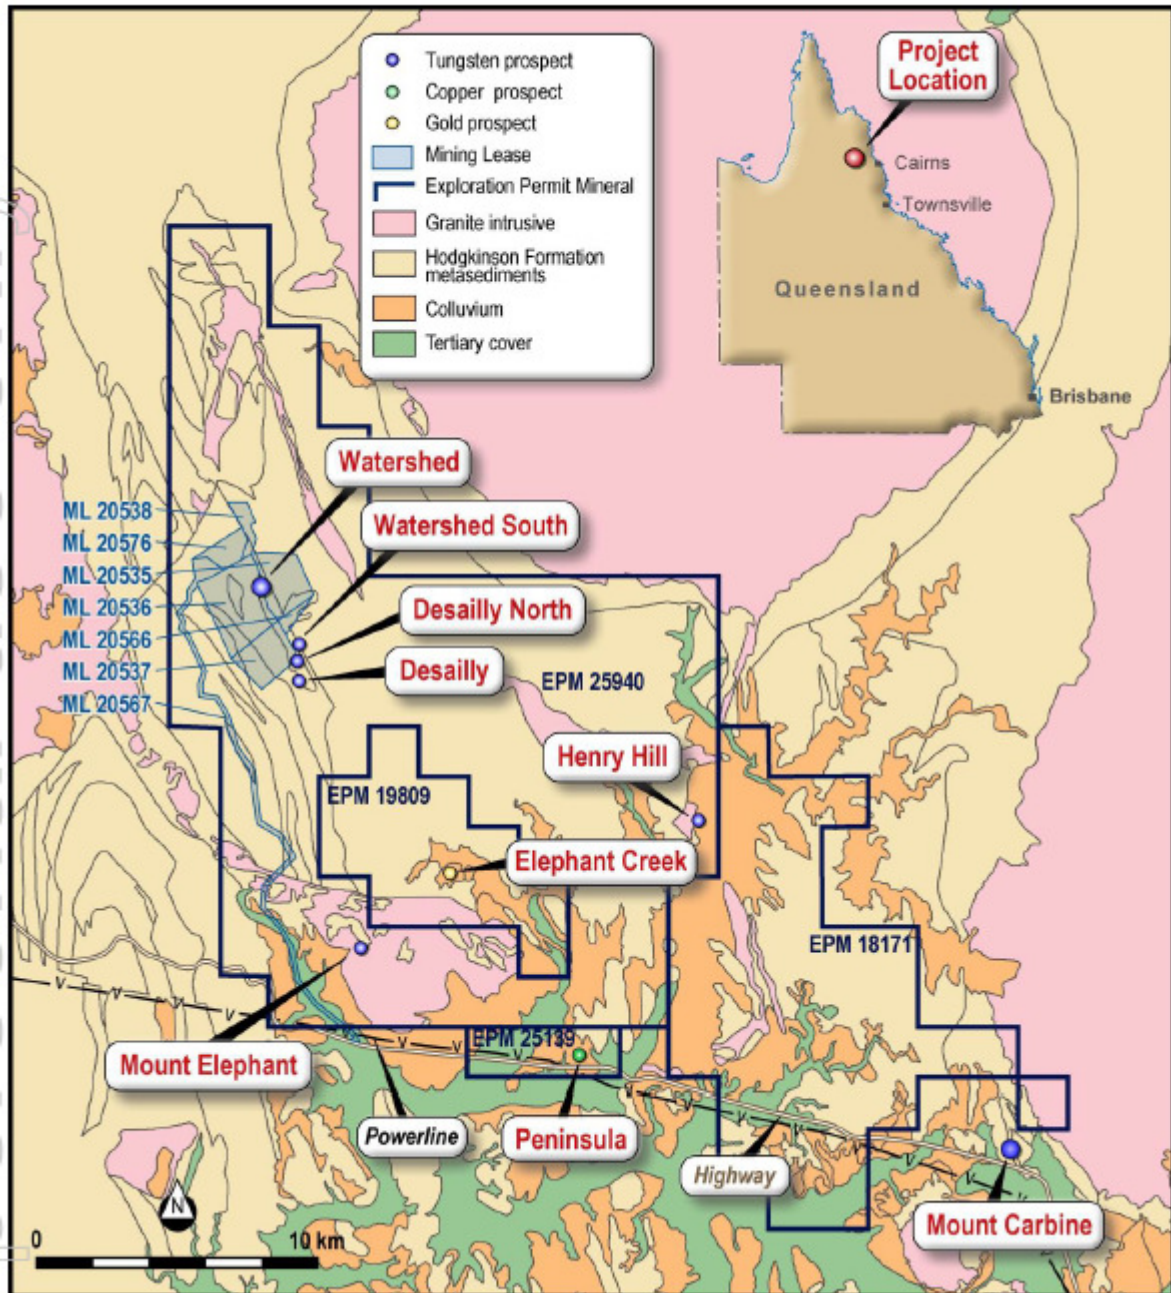 Tungsten prospect
Copper prospect
Gold prospect
Mining Lease
Exploration Permit Mineral
Granite intrusive
Hodgkinson Formation
metasediments
Colluvium
Tertiary cover
Project
Location
Cairns
Townsville
Queensland
Brisbane
Watershed
Watershed South
Desailly North
Desailly
ML 20538
ML 20576
ML 20535
ML 20536
ML 20566
ML 20537
ML 20567
EPM 25940
Henry Hill
EPM 19809
Elephant Creek
EPM 18171
EPM 25139
Mount Elephant
Powerline
Peninsula
Highway
Mount Carbine
V V V V V V V V V V V
N
0 10 km